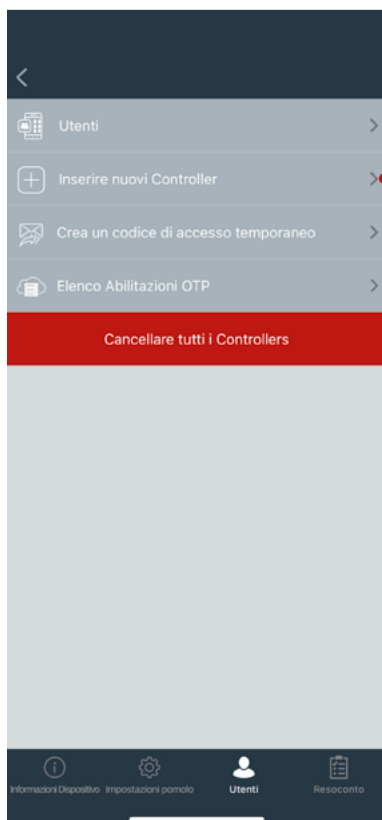 Utenti
Inserire nuovi Controller
Crea un codice di accesso temporaneo
Elenco Abilitazioni OTP
Cancellare tutti i Controllers
Informazioni Dispositivo Impostazioni pomolo Utenti Resoconto